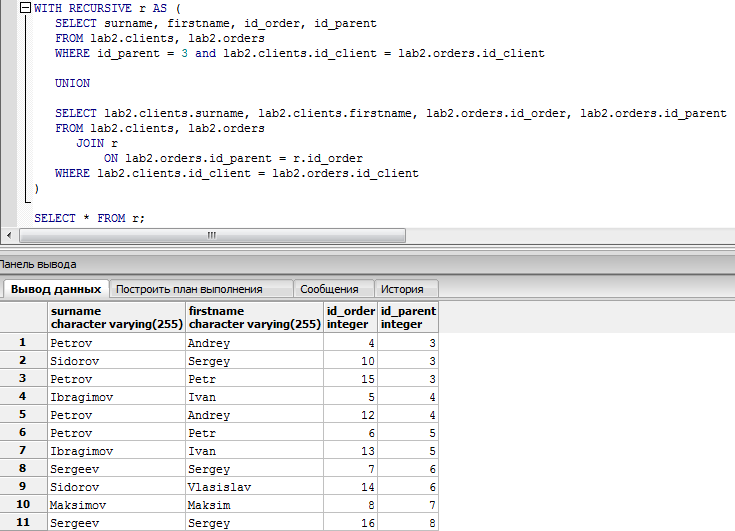 WITH RECURSIVE r AS (
SELECT surname, firstname, id_order, id_parent
FROM lab2.clients, lab2.orders
WHERE id_parent = 3 and lab2.clients.id_client = lab2.orders.id_client
UNION
SELECT lab2.clients.surname, lab2.clients.firstname, lab2.orders.id_order, lab2.orders.id_parent
FROM lab2.clients, lab2.orders
JOIN r
ON lab2.orders.id_parent = r.id_order
WHERE lab2.clients.id_client = lab2.orders.id_client
)
SELECT * FROM r;
Панель вывода
Вывод данных Построить план выполнения Сообщения История
surname firstname id_order id_parent
character varying(255) character varying(255) integer integer
1 Petrov Andrey 4 3
2 Sidorov Sergey 10 3
3 Petrov Petr 15 3
4 Ibragimov Ivan 5 4
5 Petrov Andrey 12 4
6 Petrov Petr 6 5
7 Ibragimov Ivan 13 5
8 Sergeev Sergey 7 6
9 Sidorov Vlasislav 14 6
10 Maksimov Maksim 8 7
11 Sergeev Sergey 16 8